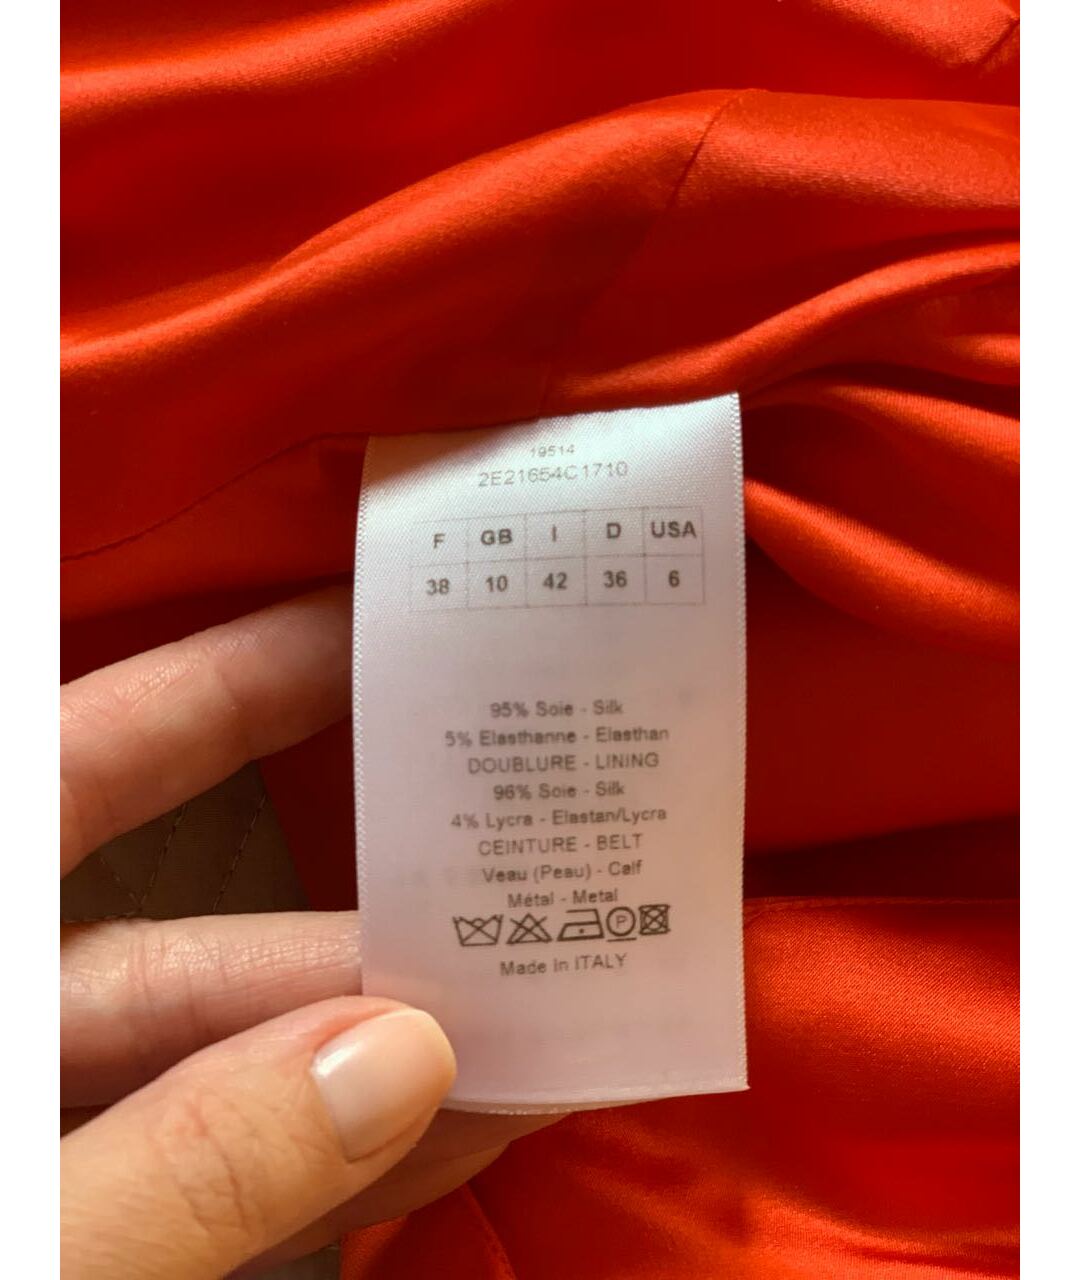 19514
2E21654C1710
F GB I D USA
38 10 42 36 6
95% Soie - Silk
5% Elasthanne - Elasthan
DOUBLURE - LINING
96% Soie - Silk
4% Lycra - Elastan/Lycra
CEINTURE - BELT
Veau (Peau) - Calf
Métal - Metal
P
Made in ITALY